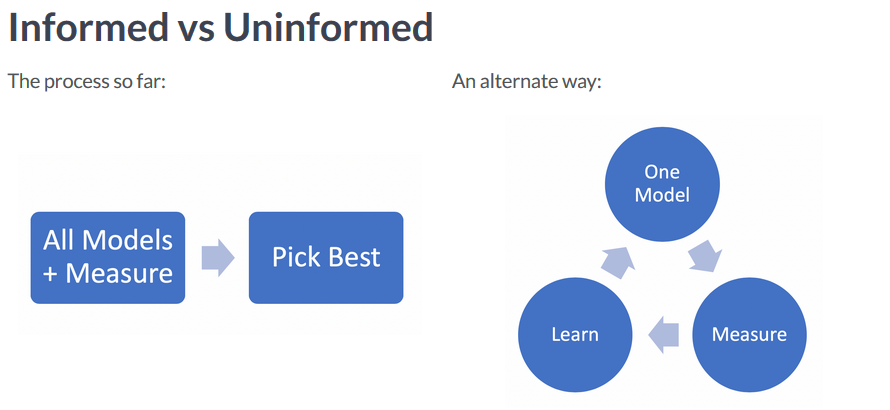 Informed vs Uninformed
The process so far:
All Models
+ Measure
Pick Best
An alternate way:
One
Model
Measure
Learn